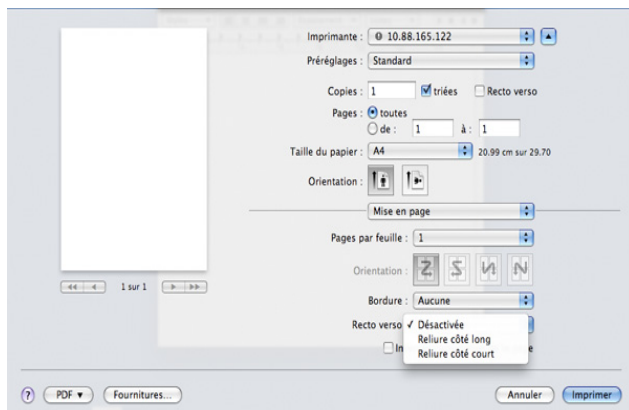 Imprimante : 10.88.165.122
Préréglages : Standard
Copies : 1 triées Recto verso
Pages : toutes
de : 1 à : 1
Taille du papier : A4 20.99 cm sur 29.70
Orientation :
Mise en page
Pages par feuille : 1
Orientation :
1 sur 1
Bordure : Aucune
Recto verso ✓ Désactivée
Reliure côté long
Reliure côté court
? PDF ▼ Fournitures... Annuler Imprimer